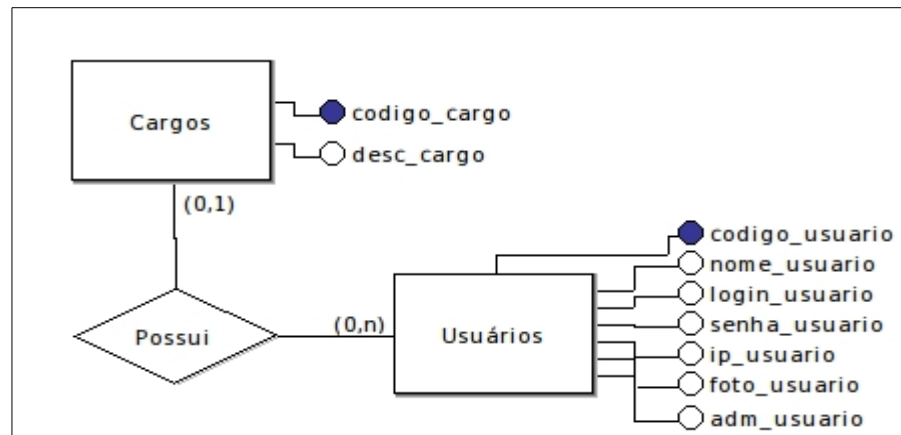 Cargos
codigo_cargo
desc_cargo
(0,1)
Possui
(0,n)
Usuários
codigo_usuario
nome_usuario
login_usuario
senha_usuario
ip_usuario
foto_usuario
adm_usuario